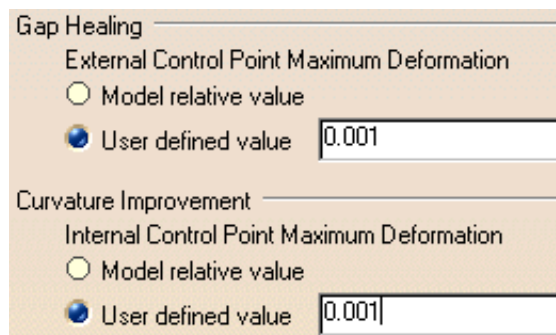 Gap Healing
External Control Point Maximum Deformation
Model relative value
User defined value 0.001
Curvature Improvement
Internal Control Point Maximum Deformation
Model relative value
User defined value 0.001